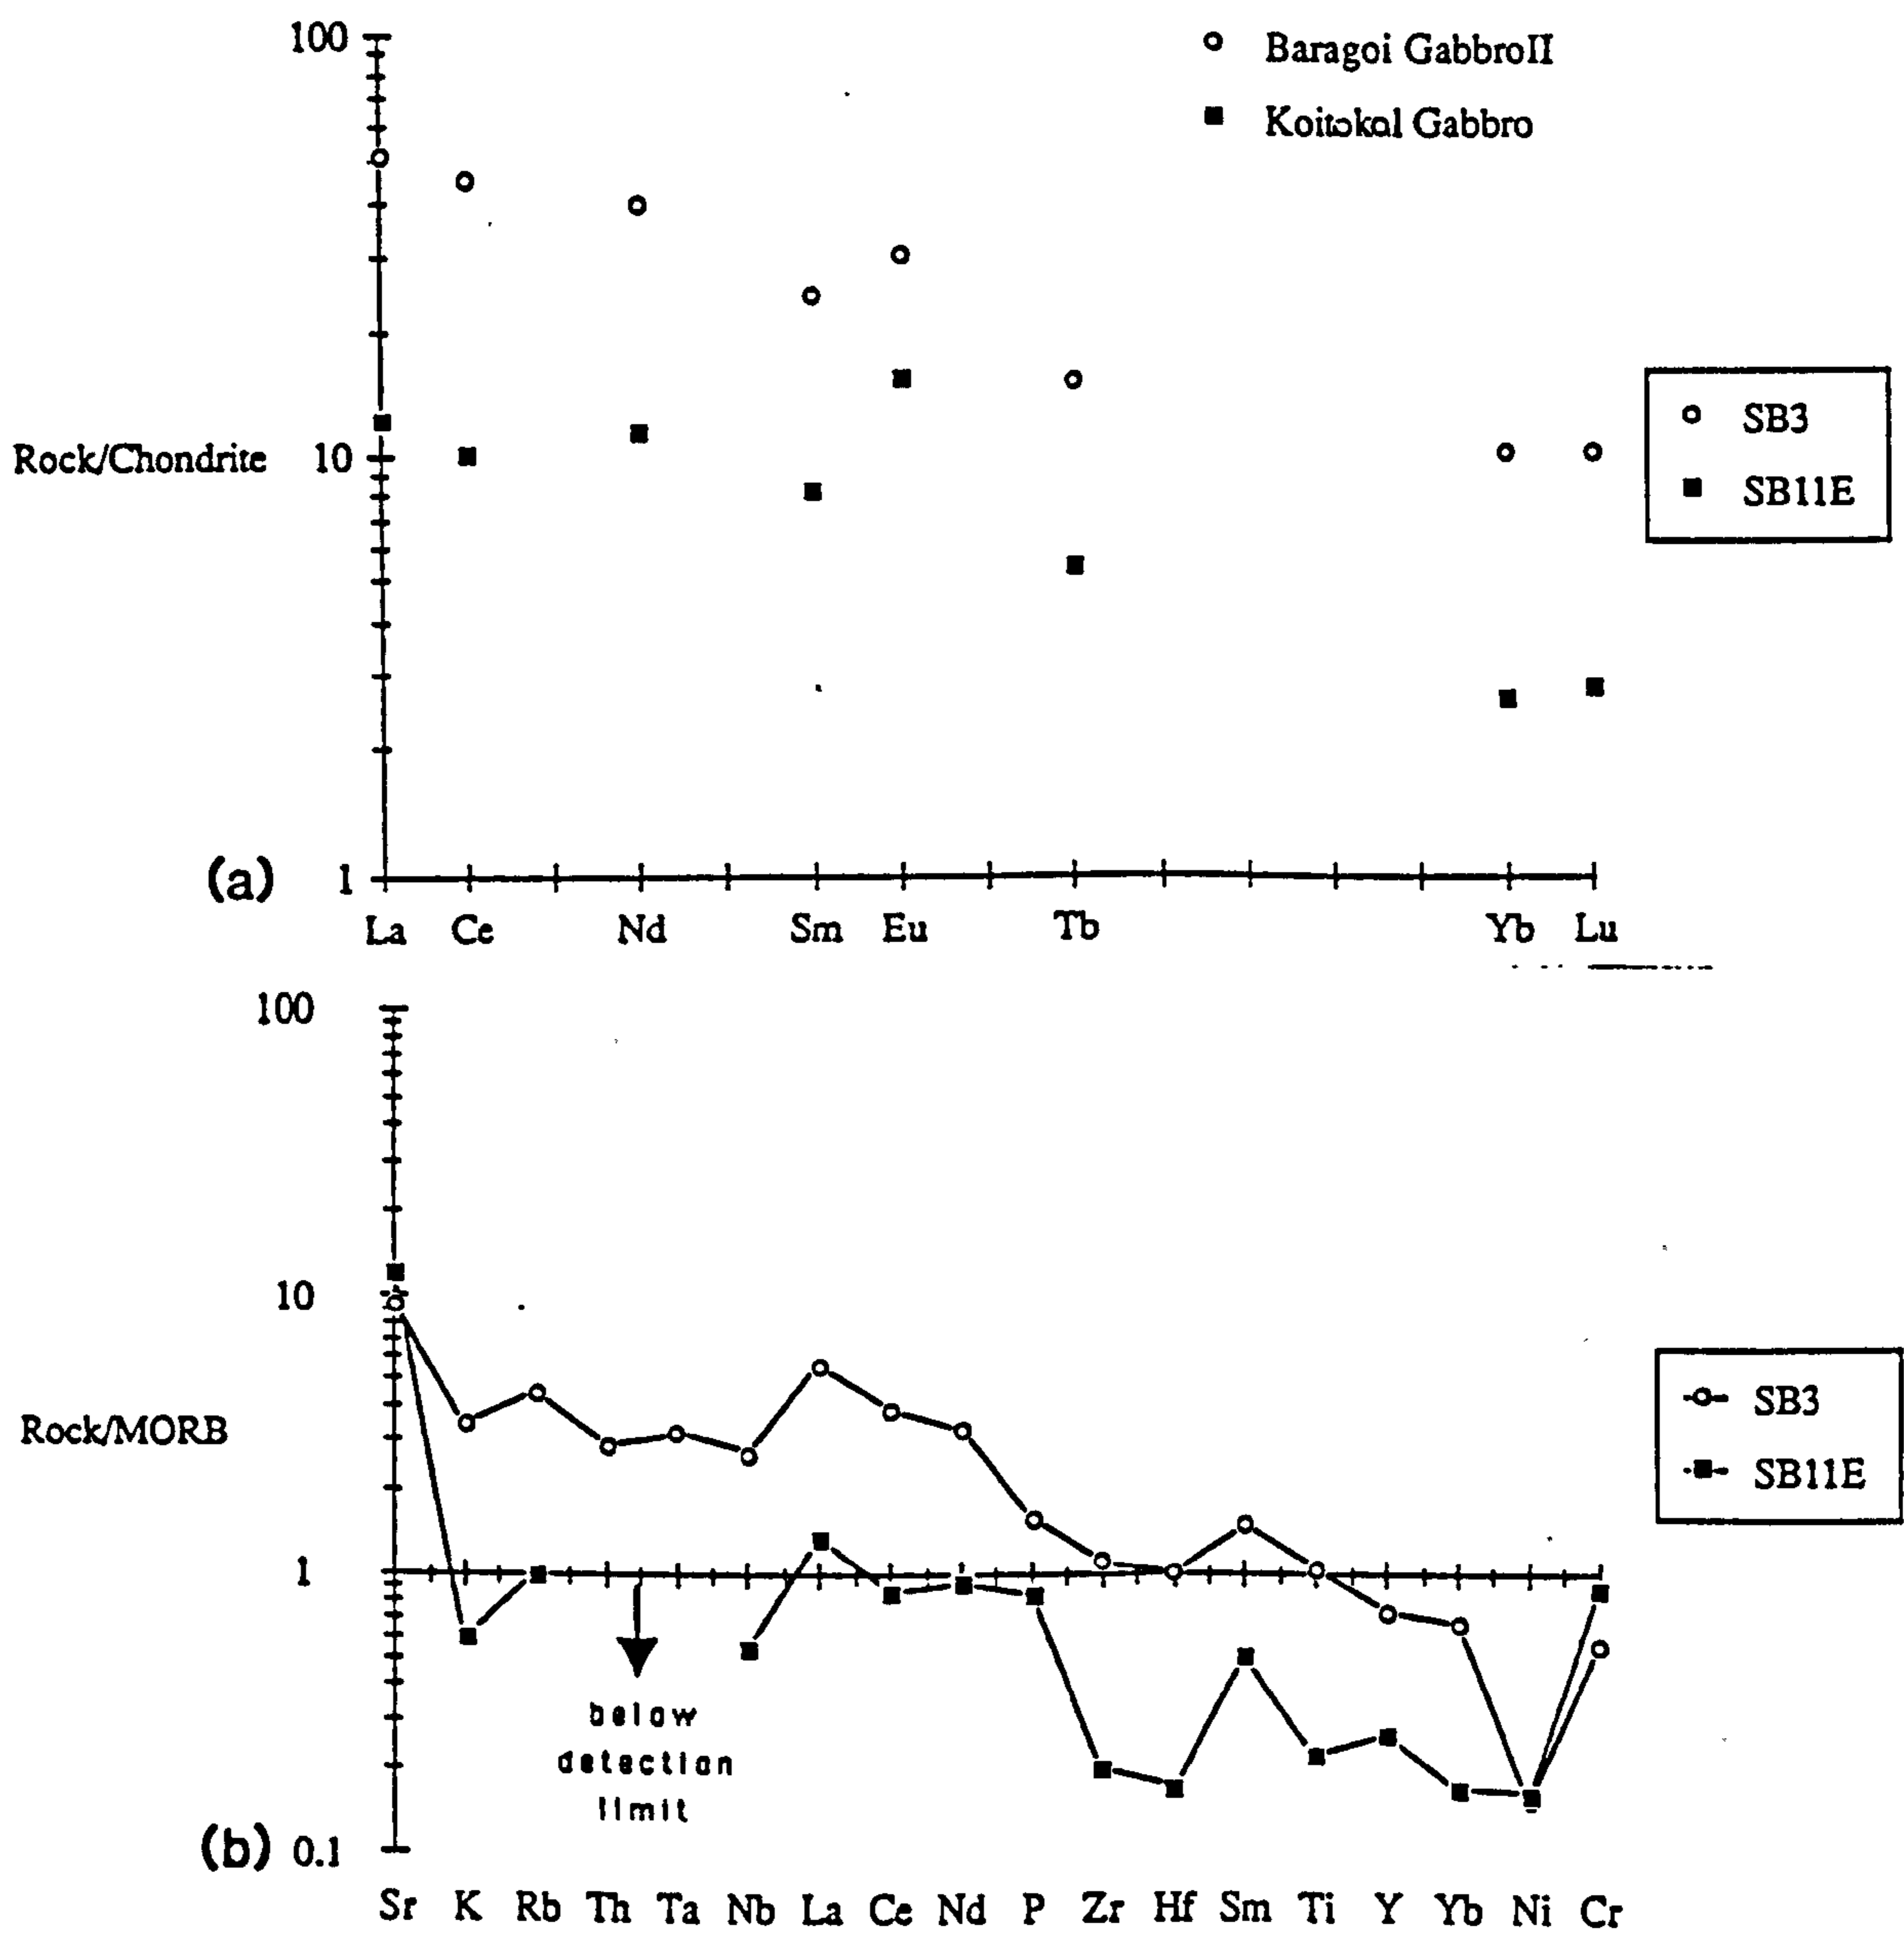 100
Baragoi GabbroII
Koitokol Gabbro
SB3
SB11E
Rock/Chondrite 10
(a) 1
La Ce Nd Sm Eu Tb Yb Lu
100
10
Rock/MORB
SB3
SB11E
1
below
detection
limit
(b) 0.1
Sr K Rb Th Ta Nb La Ce Nd P Zr Hf Sm Ti Y Yb Ni Cr